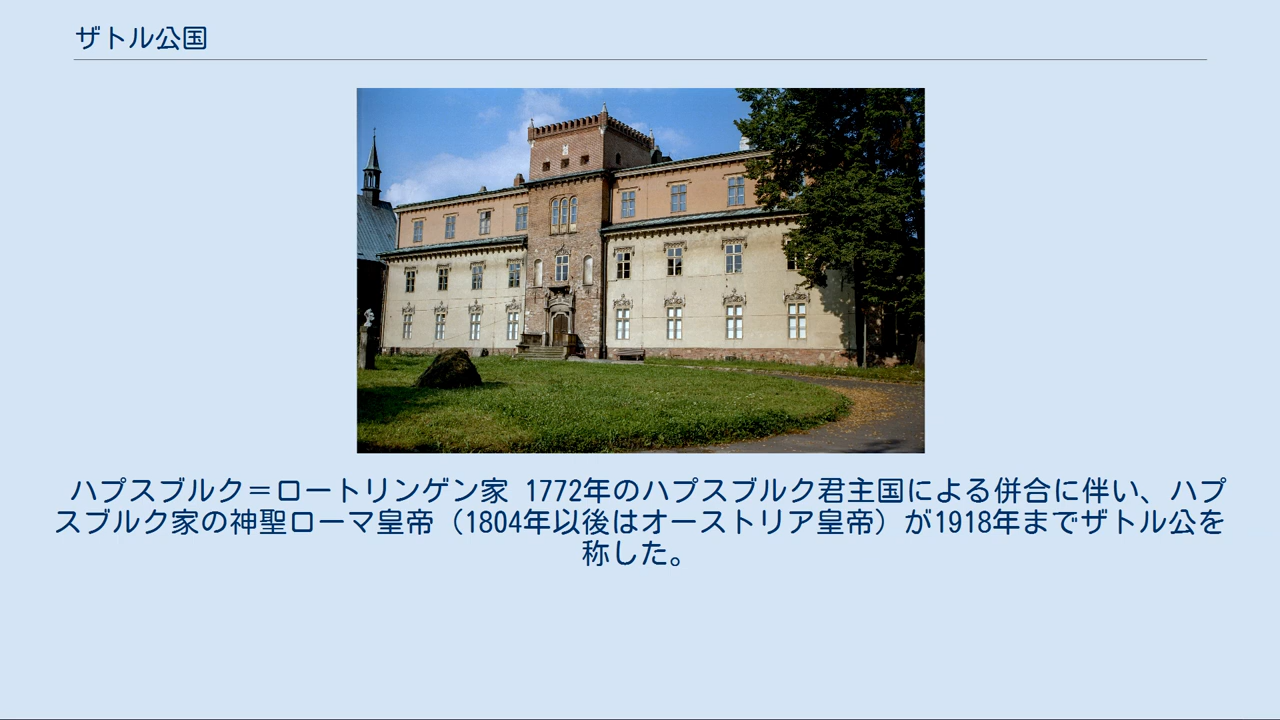 ザトル公国
ハプスブルク＝ロートリンゲン家 1772年のハプスブルク君主国による併合に伴い、ハプ
スブルク家の神聖ローマ皇帝（1804年以後はオーストリア皇帝）が1918年までザトル公を
称した。